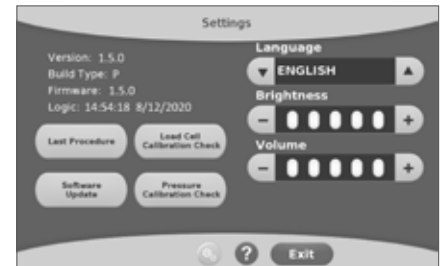 Settings
Version: 1.5.0
Build Type: P
Firmware: 1.5.0
Logic: 14:54:18 8/12/2020
Last Procedure
Load Cell
Calibration Check
Software
Update
Pressure
Calibration Check
Language
ENGLISH
Brightness
Volume
?
Exit